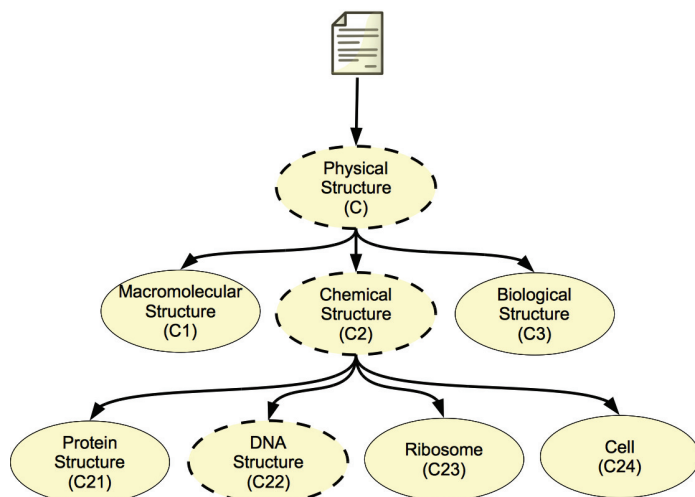 Physical
Structure
(C)
Macromolecular
Structure
(C1)
Chemical
Structure
(C2)
Biological
Structure
(C3)
Protein
Structure
(C21)
DNA
Structure
(C22)
Ribosome
(C23)
Cell
(C24)